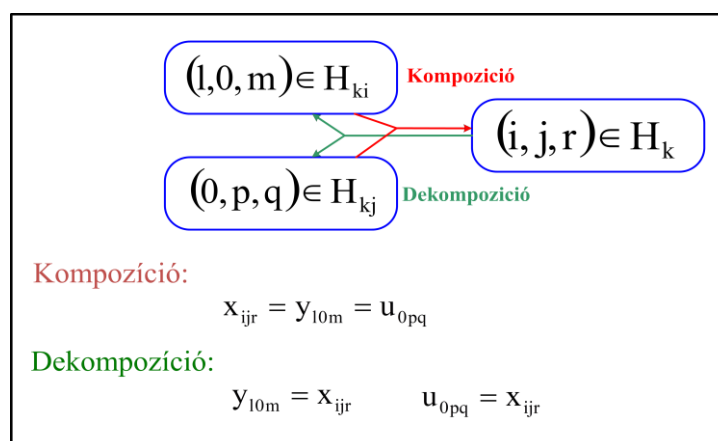 (l,0,m)∈ H_ki
Kompozició
(i, j, r)∈ H_k
(0,p,q)∈ H_kj
Dekompozició
Kompozíció:
x_ijr = y_l0m = u_0pq
Dekompozíció:
y_l0m = x_ijr u_0pq = x_ijr